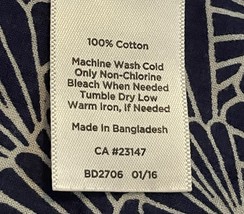 100% Cotton
Machine Wash Cold
Only Non-Chlorine
Bleach When Needed
Tumble Dry Low
Warm Iron, If Needed
Made in Bangladesh
CA #23147
BD2706 01/16